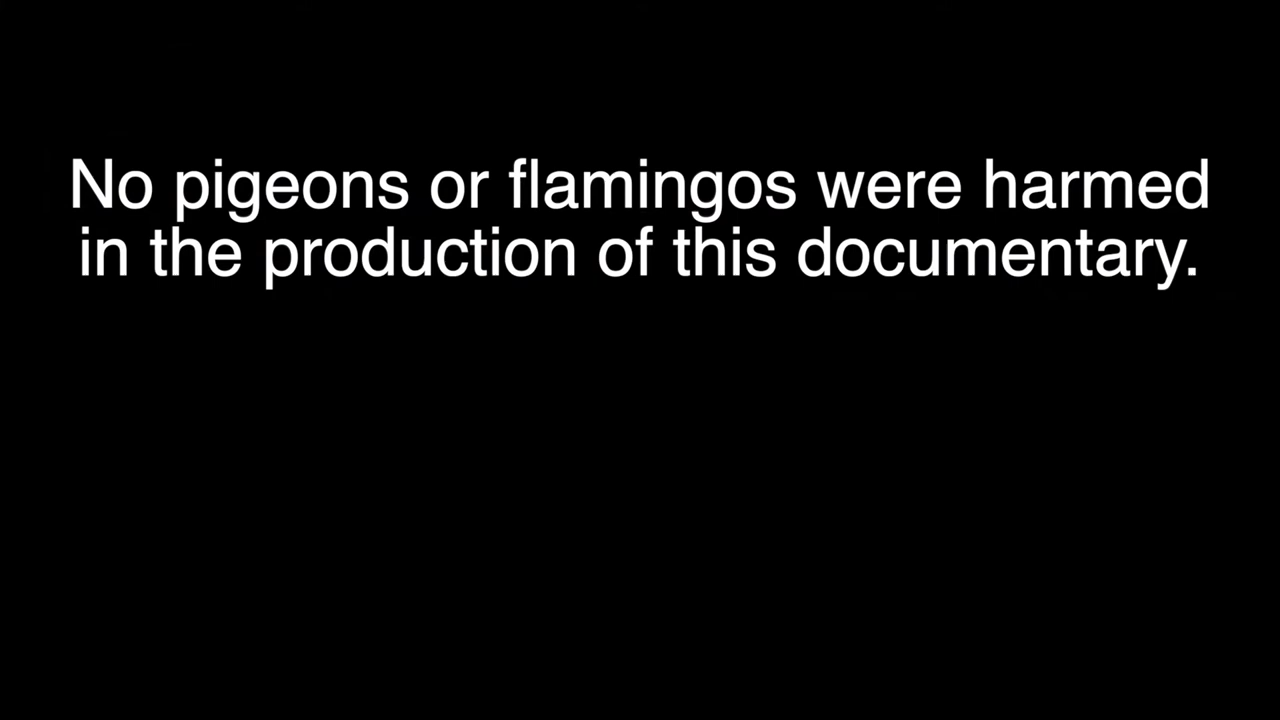 No pigeons or flamingos were harmed
in the production of this documentary.